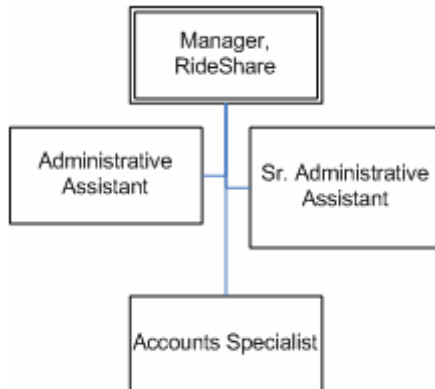 Manager,
RideShare
Administrative
Assistant
Sr. Administrative
Assistant
Accounts Specialist